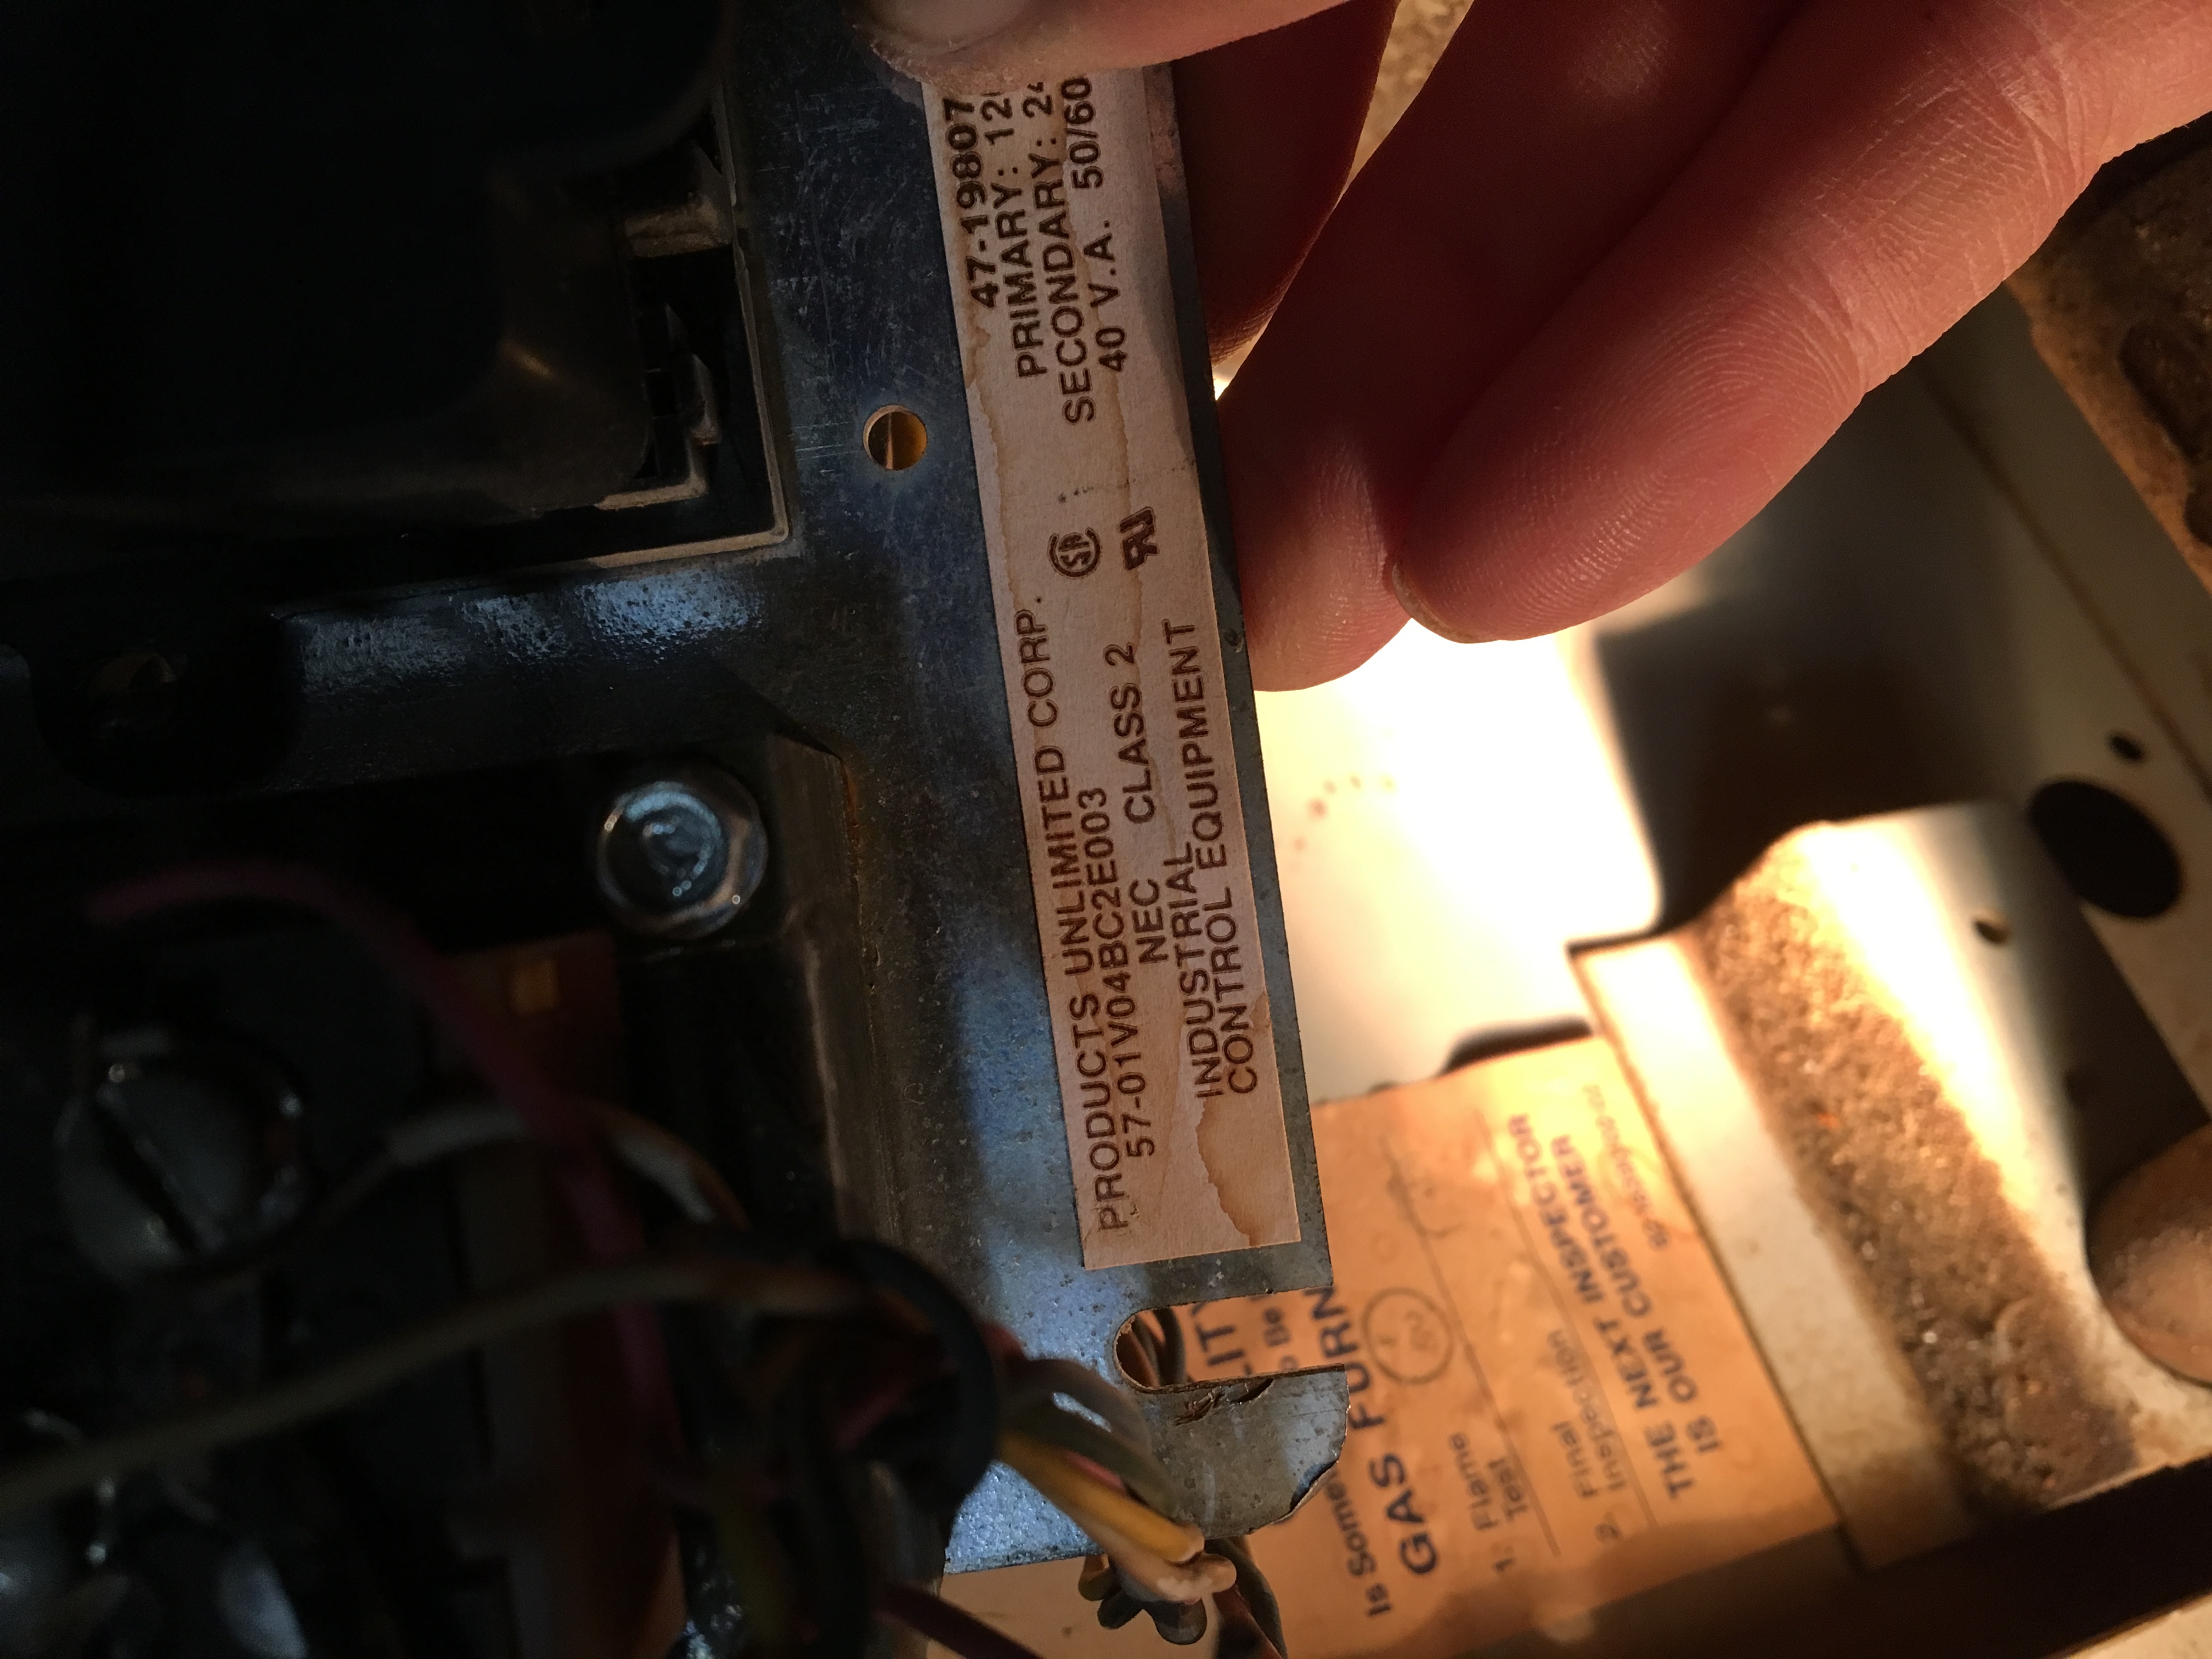 PRODUCTS UNLIMITED CORP.
57-01V04BC2E003
NEC CLASS 2
INDUSTRIAL
CONTROL EQUIPMENT
47-19807
PRIMARY: 12
SECONDARY: 24
40 V.A. 50/60
Is
GAS FURN
1. Flame
Test
2. Final
Inspection
THE NEXT INSPECTOR
IS OUR CUSTOMER